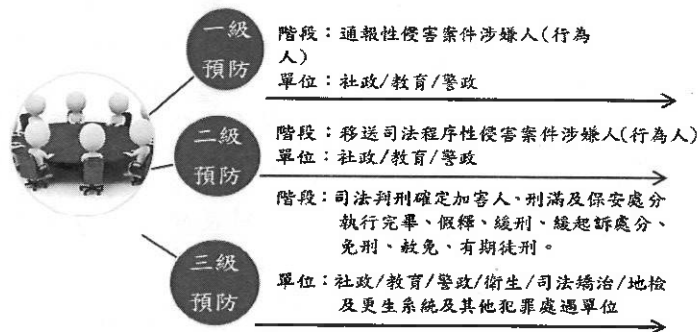 一級
預防
階段：通報性侵害案件涉嫌人(行為
人)
單位：社政/教育/警政
二級
預防
階段：移送司法程序性侵害案件涉嫌人(行為人)
單位：社政/教育/警政
三級
預防
階段：司法判刑確定加害人、刑滿及保安處分
執行完畢、假釋、緩刑、緩起訴處分、
免刑、赦免、有期徒刑。
單位：社政/教育/警政/衛生/司法矯治/地檢
及更生系統及其他犯罪處遇單位